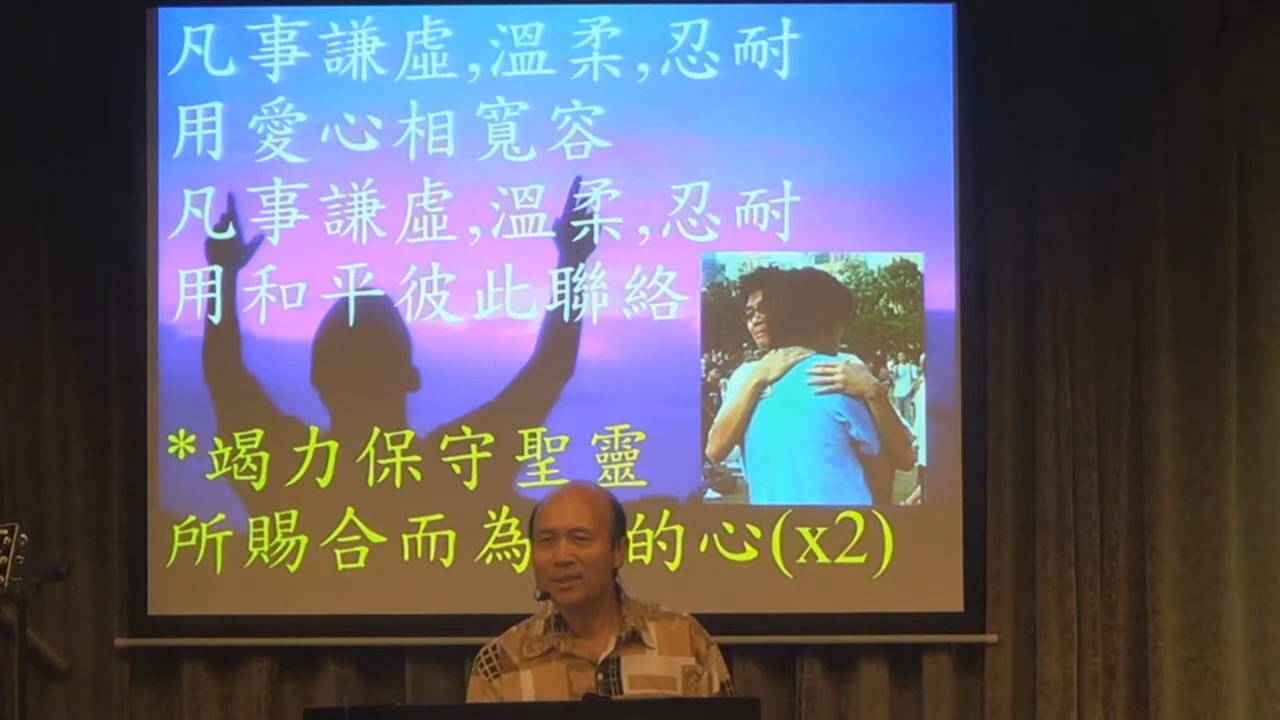 凡事謙虛,溫柔,忍耐
用愛心相寬容
凡事謙虛,溫柔,忍耐
用和平彼此聯絡
*竭力保守聖靈
所賜合而為 的心(x2)